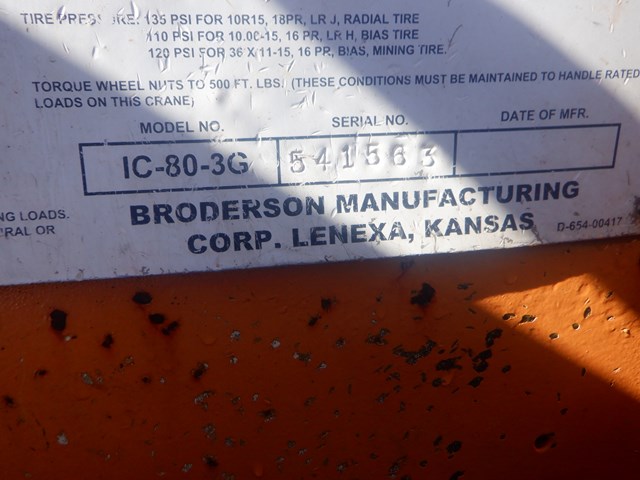 TIRE PRESSURE: 135 PSI FOR 10R15, 18PR, LR J, RADIAL TIRE
110 PSI FOR 10.00-15, 16 PR, LR H, BIAS TIRE
120 PSI FOR 36 X 11-15, 16 PR, BIAS, MINING TIRE.
TORQUE WHEEL NUTS TO 500 FT. LBS. (THESE CONDITIONS MUST BE MAINTAINED TO HANDLE RATED
LOADS ON THIS CRANE)
MODEL NO. SERIAL NO. DATE OF MFR.
IC-80-3G 541563
NG LOADS.
RAL OR
BRODERSON MANUFACTURING
CORP. LENEXA, KANSAS
D-654-00417